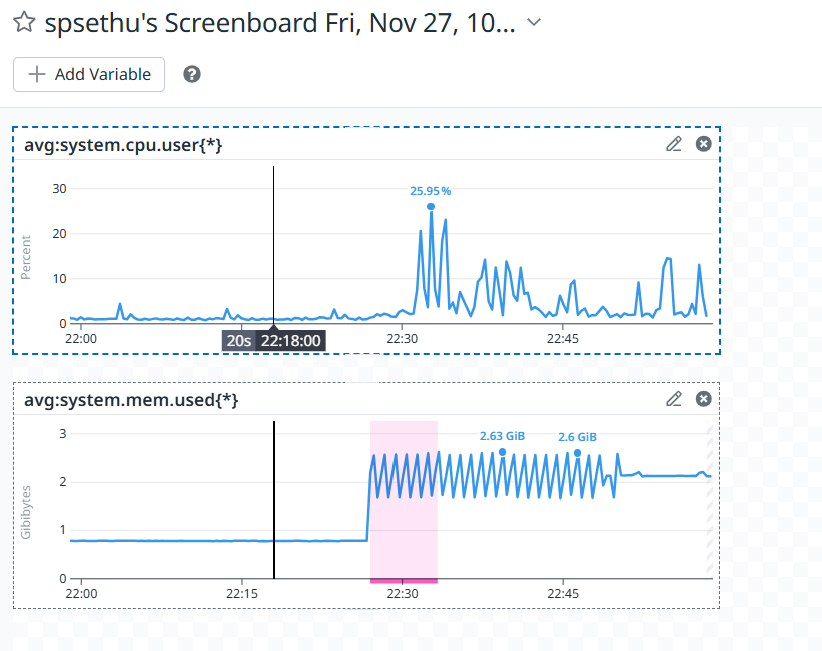 spsethu's Screenboard Fri, Nov 27, 10...
Add Variable
?
avg:system.cpu.user{*}
Percent
30
20
10
0
25.95%
22:00
20s 22:18:00
22:30
22:45
avg:system.mem.used{*}
Gibibytes
3
2
1
0
2.63 GiB
2.6 GiB
22:00
22:15
22:30
22:45